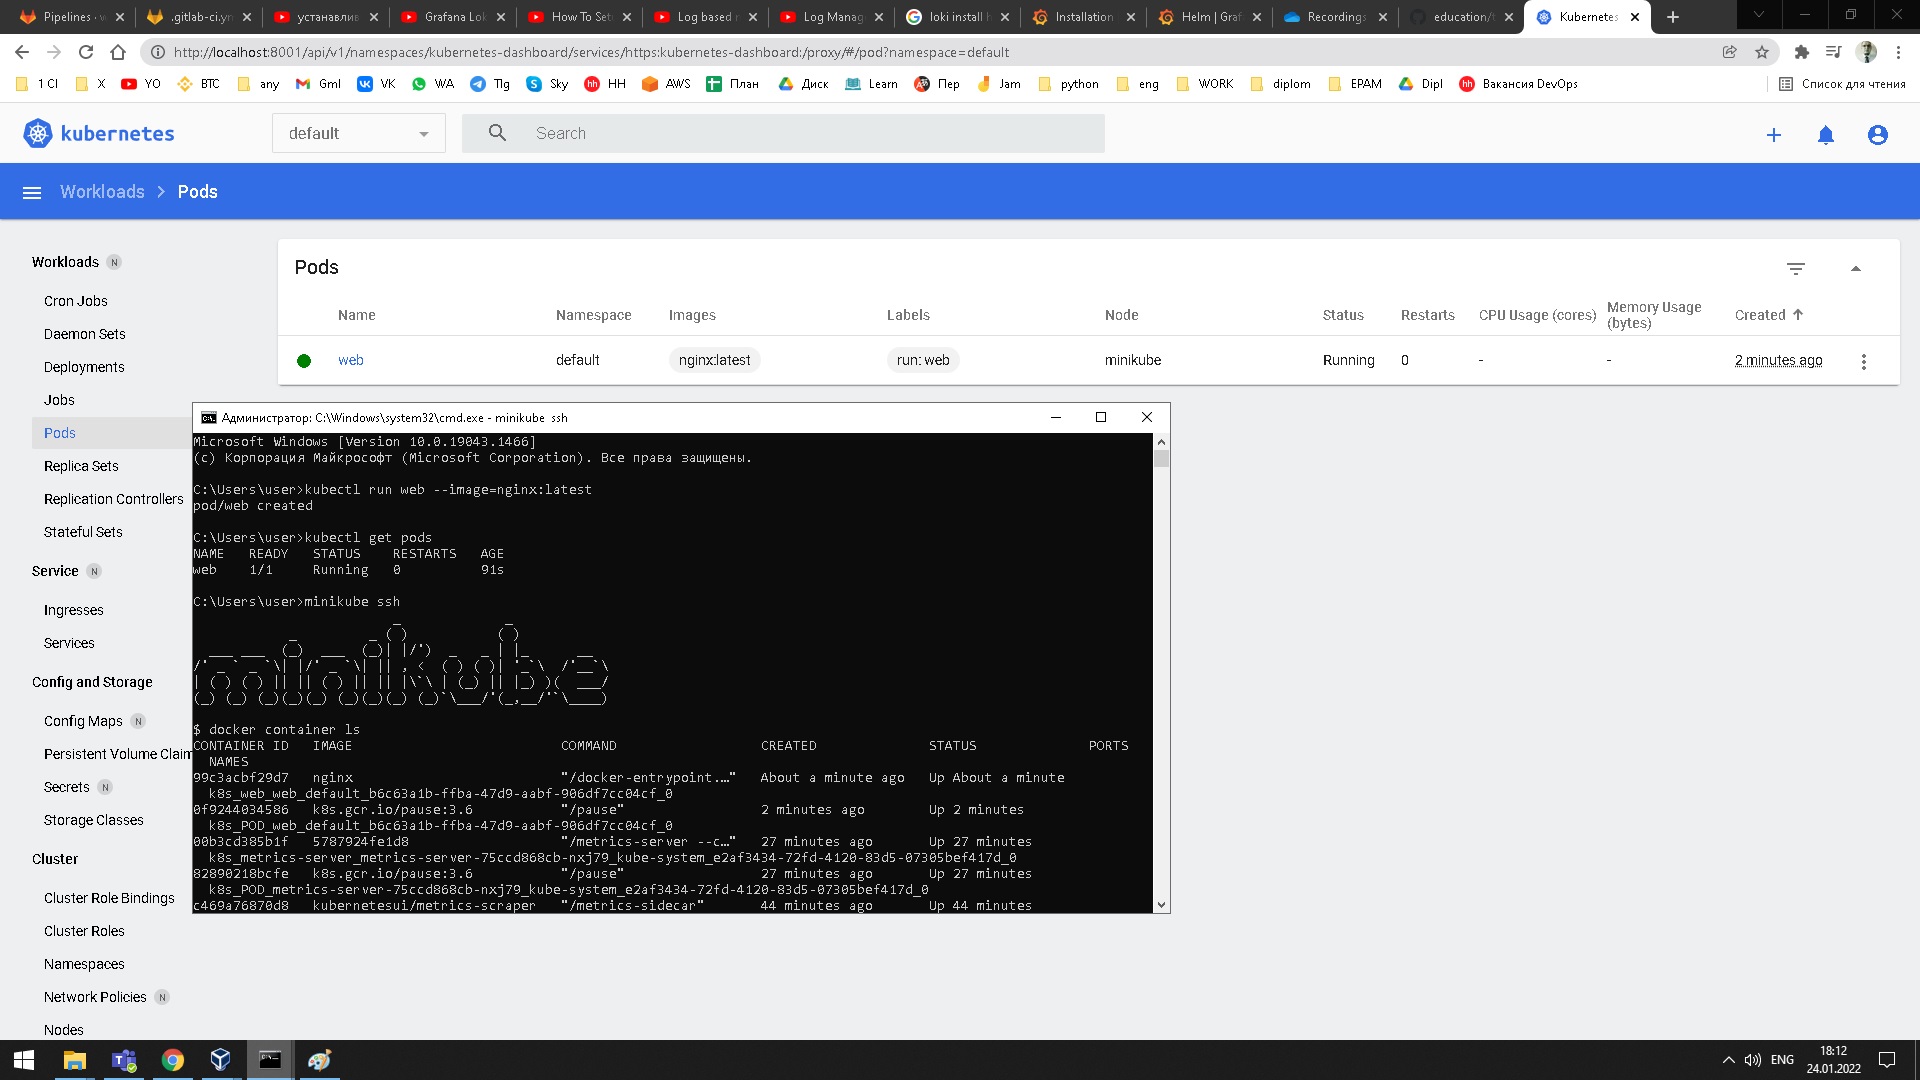 Pipelines · v
.gitlab-ci.yn
устанавлив
Grafana Lok
How To Set
Log based r
Log Manag
loki install h
Installation
Helm | Graf
Recordings
education/t
Kubernetes
http://localhost:8001/api/v1/namespaces/kubernetes-dashboard/services/https:kubernetes-dashboard:/proxy/#/pod?namespace=default
1 CI
X
YO
BTC
any
Gml
VK
WA
Tlg
Sky
HH
AWS
План
Диск
Learn
Пер
Jam
python
eng
WORK
diplom
EPAM
Dipl
Вакансия DevOps
Список для чтения
kubernetes
default
Search
Workloads > Pods
Workloads N
Cron Jobs
Daemon Sets
Deployments
Jobs
Pods
Replica Sets
Replication Controllers
Stateful Sets
Service N
Ingresses
Services
Config and Storage
Config Maps N
Persistent Volume Claim
Secrets N
Storage Classes
Cluster
Cluster Role Bindings
Cluster Roles
Namespaces
Network Policies N
Nodes
Pods
Name Namespace Images Labels Node Status Restarts CPU Usage (cores) Memory Usage (bytes) Created
web default nginx:latest run: web minikube Running 0 - - 2 minutes ago
Администратор: C:\Windows\system32\cmd.exe - minikube ssh
Microsoft Windows [Version 10.0.19043.1466]
(c) Корпорация Майкрософт (Microsoft Corporation). Все права защищены.
C:\Users\user>kubectl run web --image=nginx:latest
pod/web created
C:\Users\user>kubectl get pods
NAME READY STATUS RESTARTS AGE
web 1/1 Running 0 91s
C:\Users\user>minikube ssh
minikube
$ docker container ls
CONTAINER ID IMAGE COMMAND CREATED STATUS PORTS
NAMES
99c3acbf29d7 nginx "/docker-entrypoint.…" About a minute ago Up About a minute
k8s_web_web_default_b6c63a1b-ffba-47d9-aabf-906df7cc04cf_0
0f9244034586 k8s.gcr.io/pause:3.6 "/pause" 2 minutes ago Up 2 minutes
k8s_POD_web_default_b6c63a1b-ffba-47d9-aabf-906df7cc04cf_0
00b3cd385b1f 5787924fe1d8 "/metrics-server --c…" 27 minutes ago Up 27 minutes
k8s_metrics-server_metrics-server-75ccd868cb-nxj79_kube-system_e2af3434-72fd-4120-83d5-07305bef417d_0
82890218bcfe k8s.gcr.io/pause:3.6 "/pause" 27 minutes ago Up 27 minutes
k8s_POD_metrics-server-75ccd868cb-nxj79_kube-system_e2af3434-72fd-4120-83d5-07305bef417d_0
c469a76870d8 kubernetesui/metrics-scraper "/metrics-sidecar" 44 minutes ago Up 44 minutes
ENG
18:12
24.01.2022